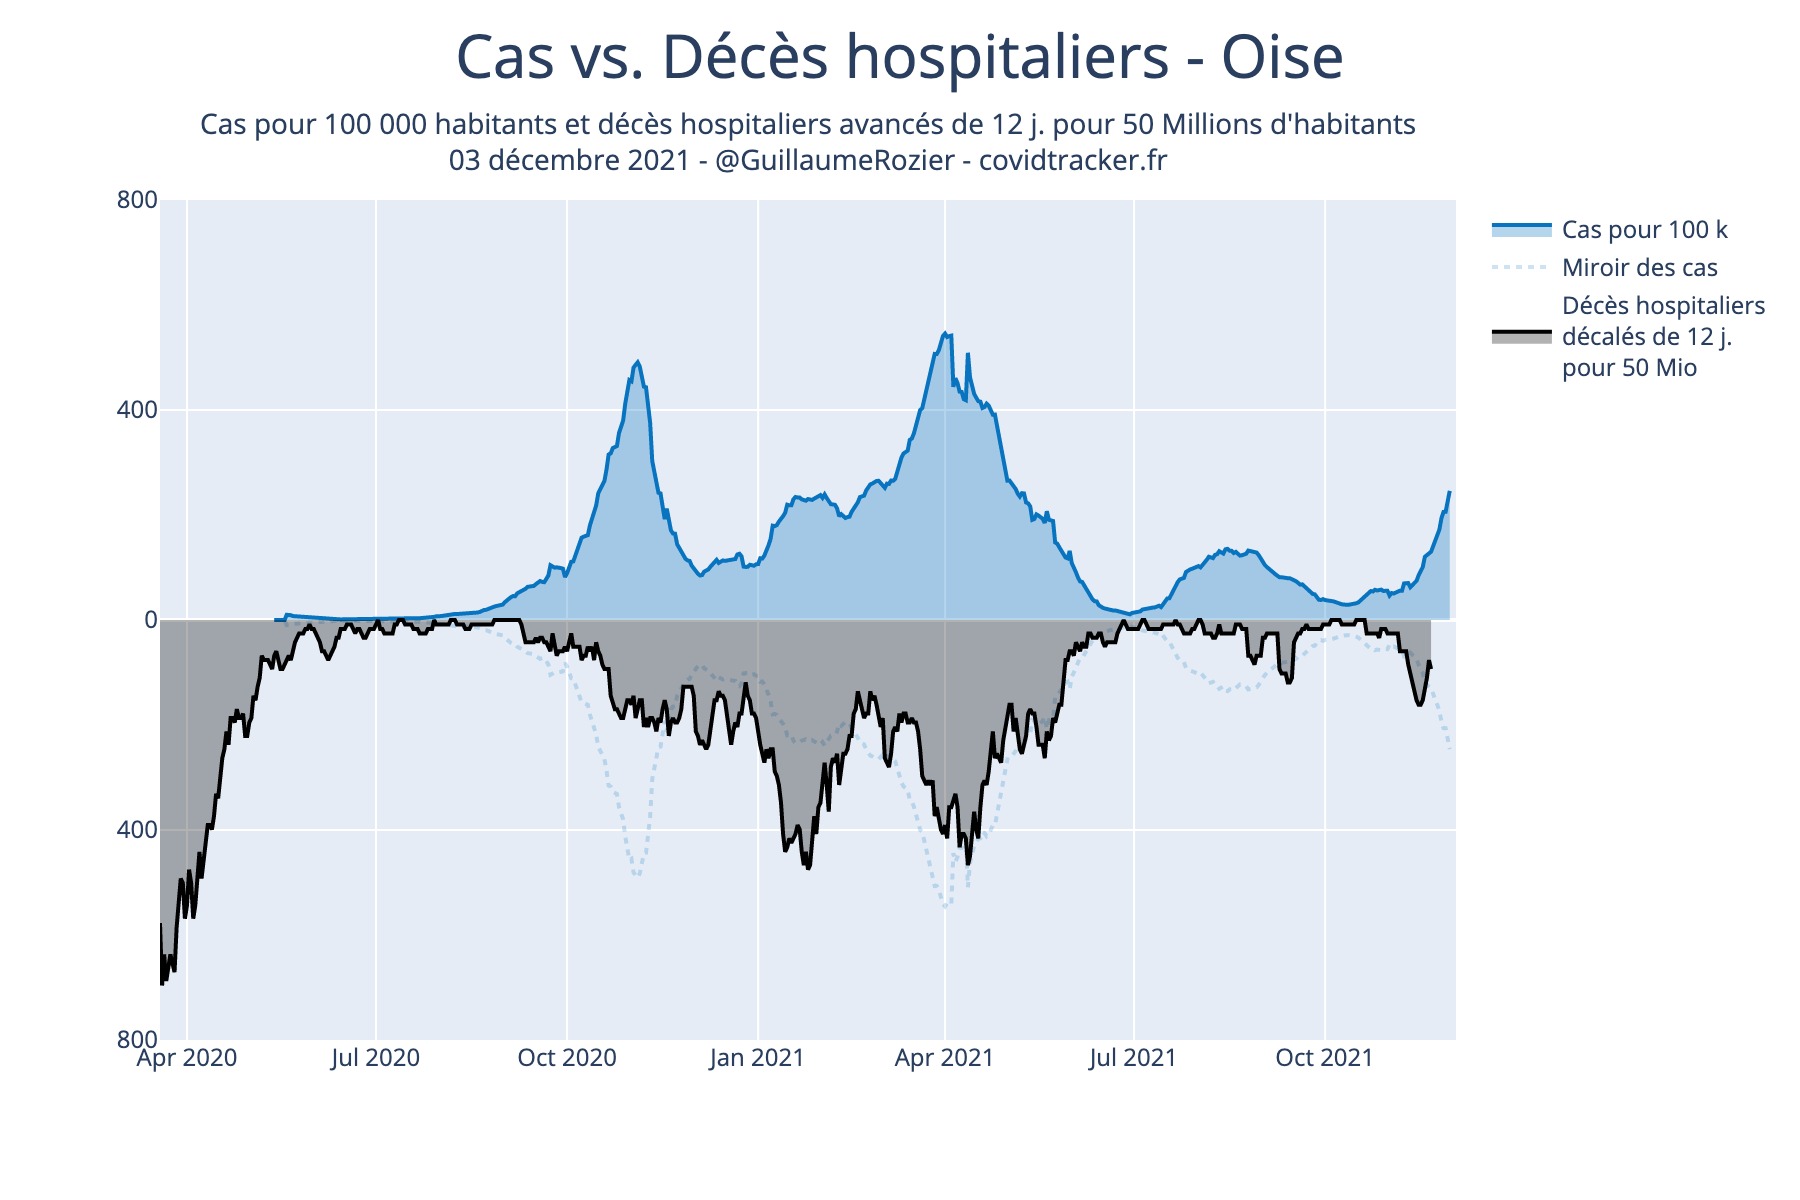 Cas vs. Décès hospitaliers - Oise
Cas pour 100 000 habitants et décès hospitaliers avancés de 12 j. pour 50 Millions d'habitants
03 décembre 2021 - @GuillaumeRozier - covidtracker.fr
800
400
0
400
800
Apr 2020
Jul 2020
Oct 2020
Jan 2021
Apr 2021
Jul 2021
Oct 2021
Cas pour 100 k
Miroir des cas
Décès hospitaliers
décalés de 12 j.
pour 50 Mio